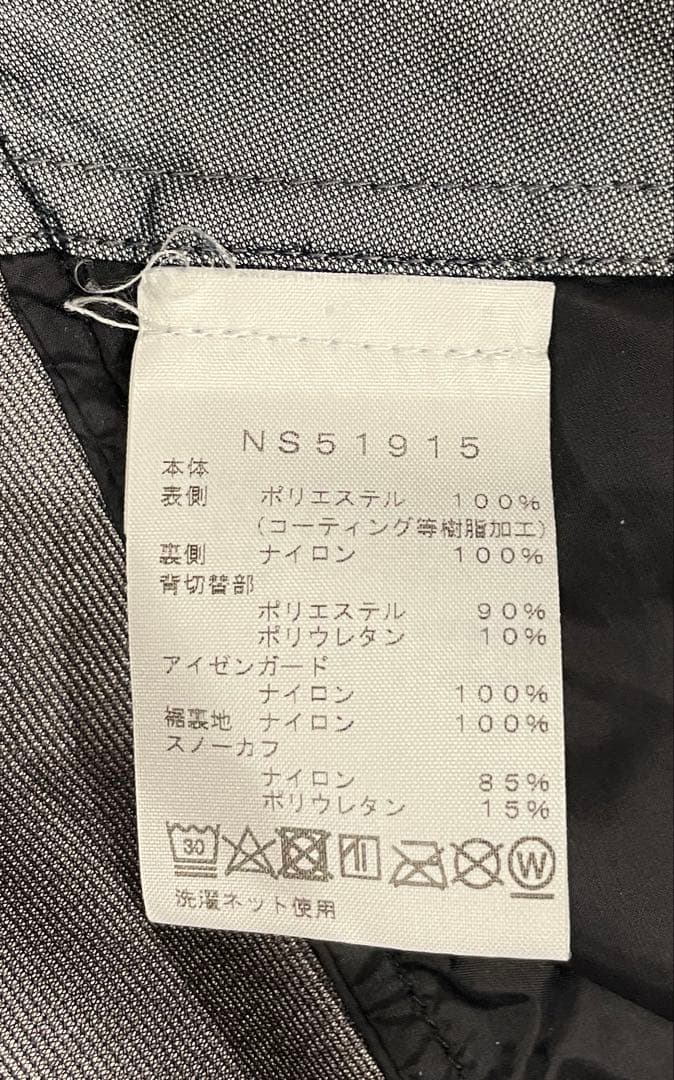 NS51915
本体
表側 ポリエステル 100%
(コーティング等樹脂加工)
裏側 ナイロン 100%
背切替部
ポリエステル 90%
ポリウレタン 10%
アイゼンガード
ナイロン 100%
裾裏地 ナイロン 100%
スノーカフ
ナイロン 85%
ポリウレタン 15%
30 W
洗濯ネット使用